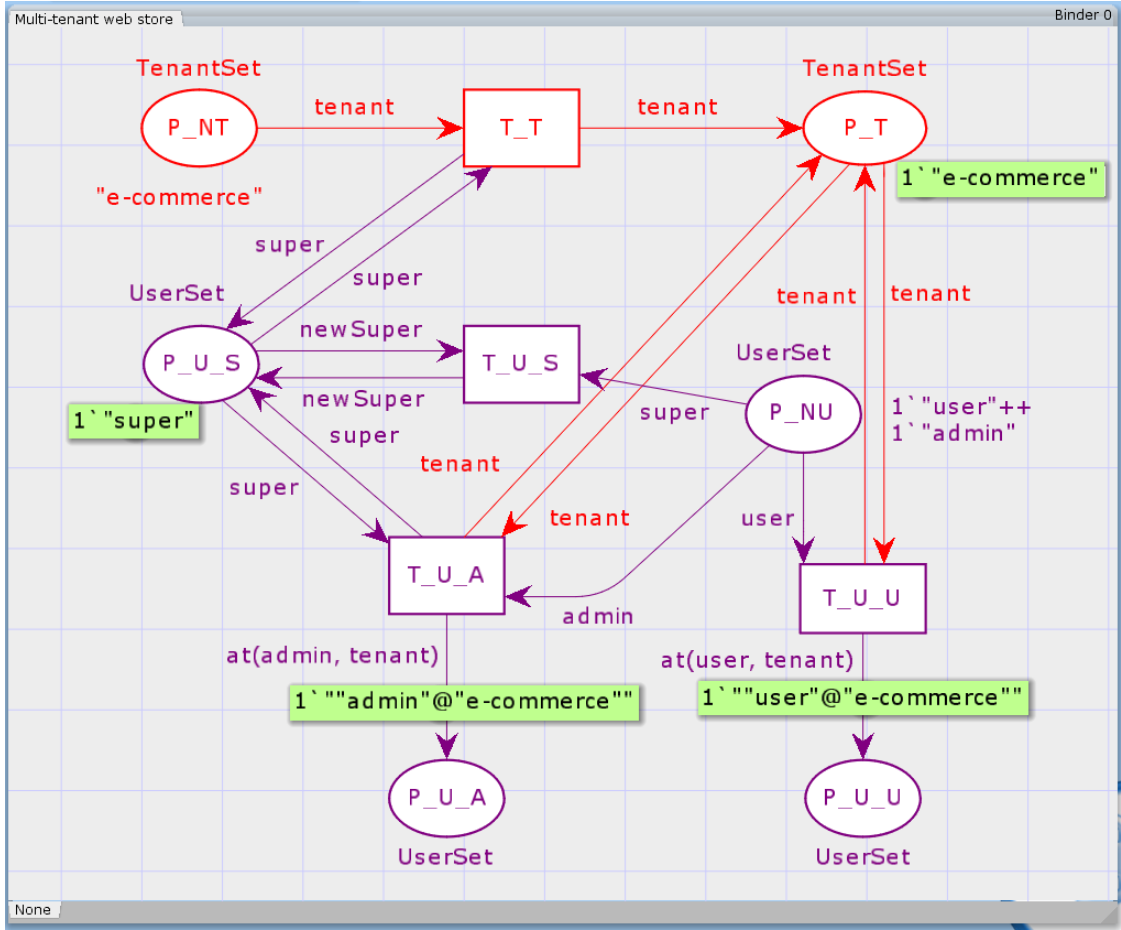 Multi-tenant web store
Binder 0
TenantSet
TenantSet
P_NT
tenant
T_T
tenant
P_T
"e-commerce"
1`"e-commerce"
super
super
UserSet
tenant
tenant
newSuper
P_U_S
T_U_S
UserSet
newSuper
super
P_NU
1`"super"
1`"user"++
1`"admin"
super
tenant
super
tenant
user
T_U_A
admin
T_U_U
at(admin, tenant)
at(user, tenant)
1`""admin"@"e-commerce""
1`""user"@"e-commerce""
P_U_A
P_U_U
UserSet
UserSet
None